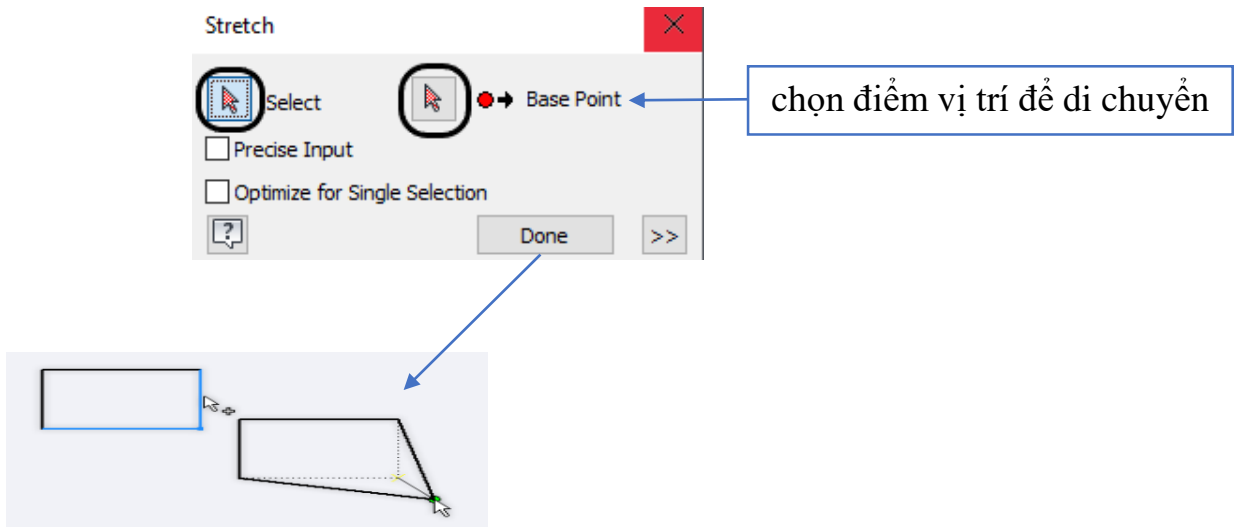 Stretch
Select
Base Point
chọn điểm vị trí để di chuyển
Precise Input
Optimize for Single Selection
?
Done
>>